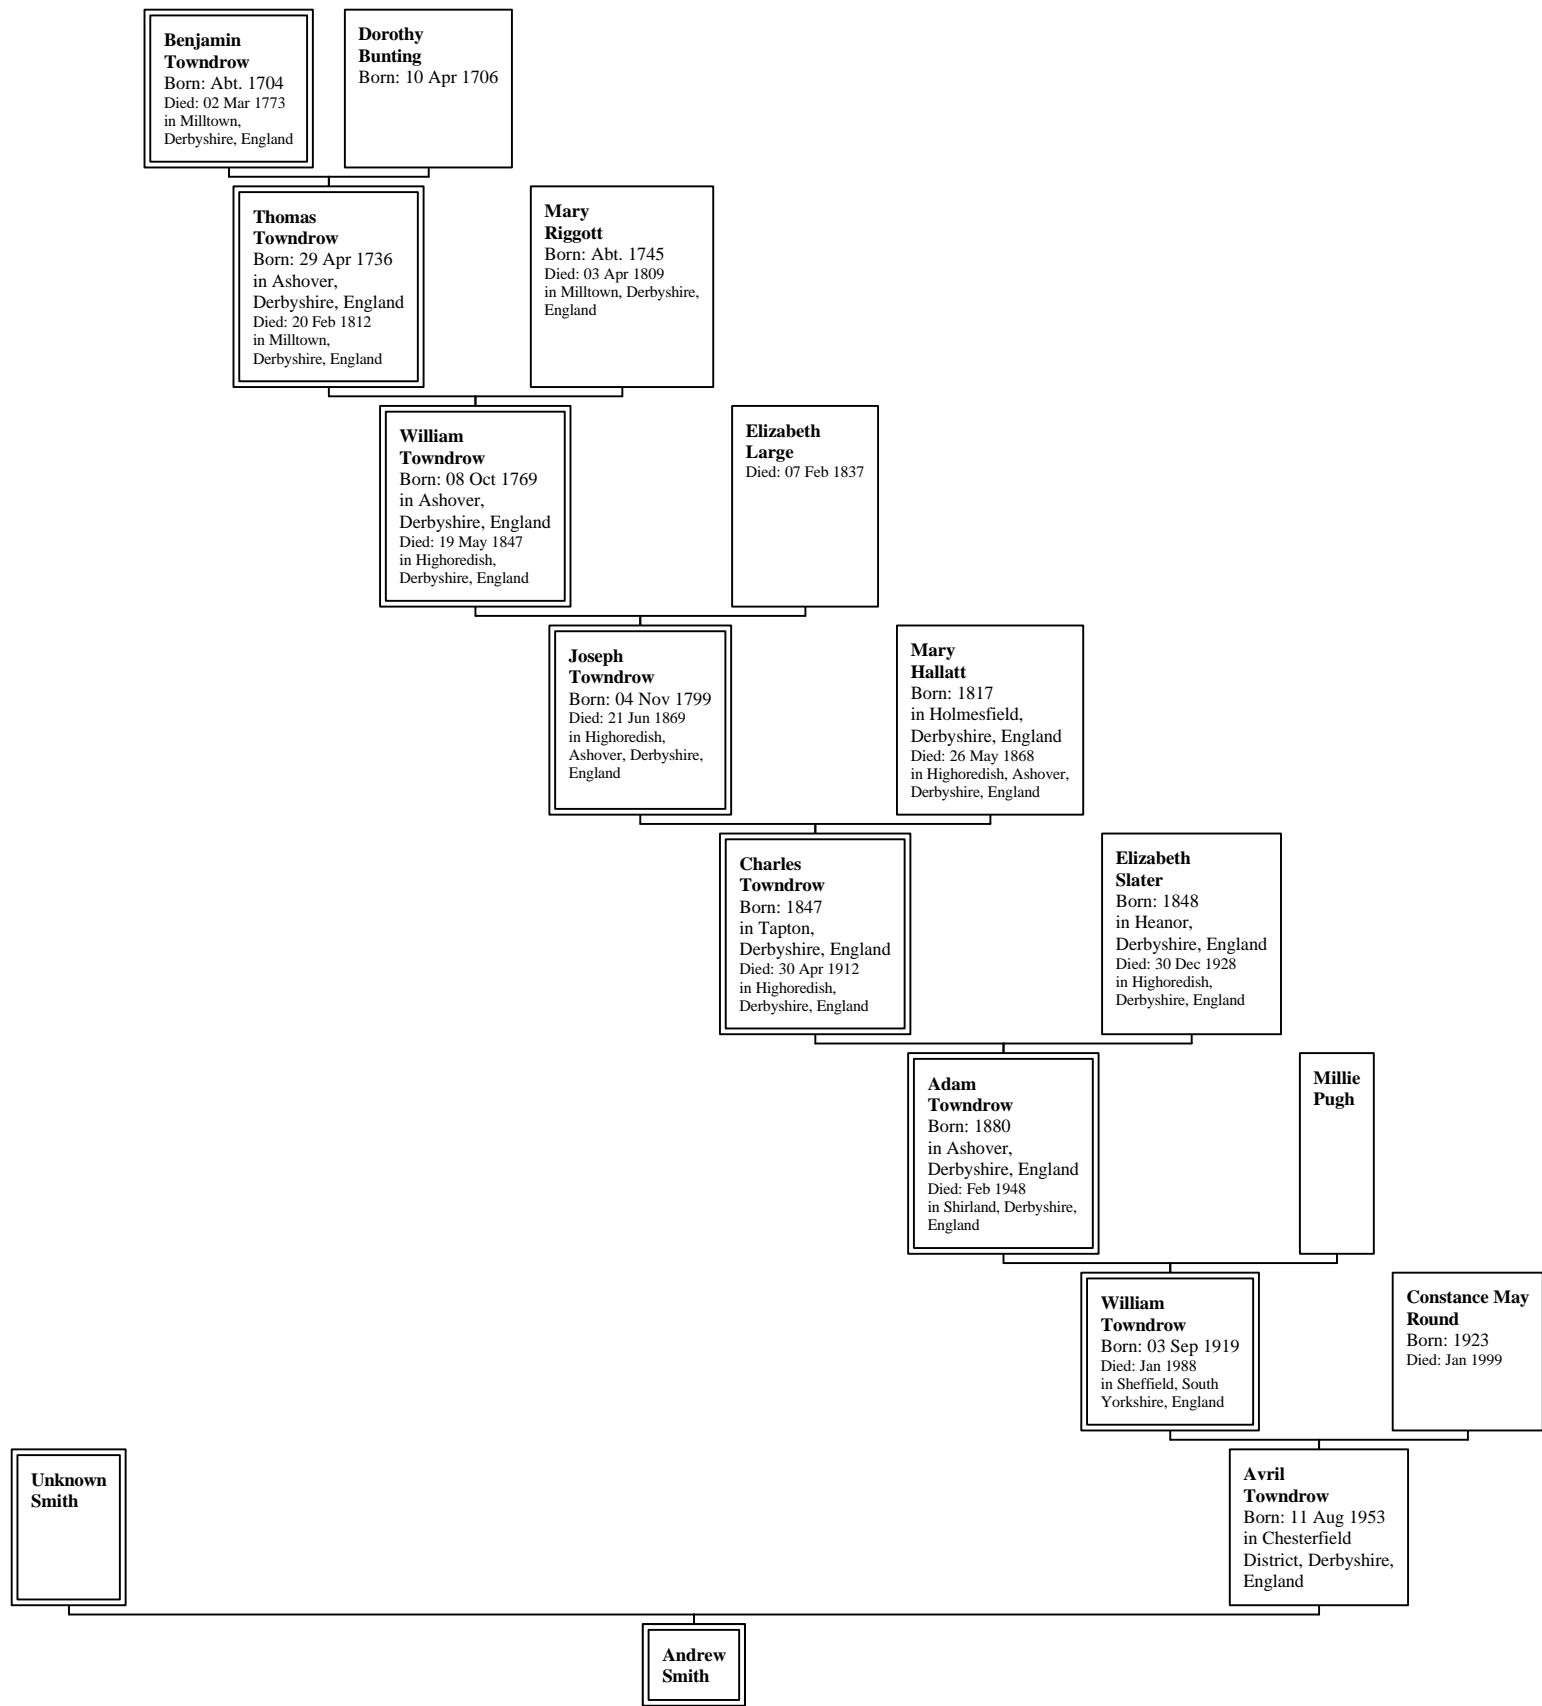 Benjamin
Towndrow
Born: Abt. 1704
Died: 02 Mar 1773
in Milltown,
Derbyshire, England
Dorothy
Bunting
Born: 10 Apr 1706
Thomas
Towndrow
Born: 29 Apr 1736
in Ashover,
Derbyshire, England
Died: 20 Feb 1812
in Milltown,
Derbyshire, England
Mary
Riggott
Born: Abt. 1745
Died: 03 Apr 1809
in Milltown, Derbyshire,
England
William
Towndrow
Born: 08 Oct 1769
in Ashover,
Derbyshire, England
Died: 19 May 1847
in Highoredish,
Derbyshire, England
Elizabeth
Large
Died: 07 Feb 1837
Joseph
Towndrow
Born: 04 Nov 1799
Died: 21 Jun 1869
in Highoredish,
Ashover, Derbyshire,
England
Mary
Hallatt
Born: 1817
in Holmesfield,
Derbyshire, England
Died: 26 May 1868
in Highoredish, Ashover,
Derbyshire, England
Charles
Towndrow
Born: 1847
in Tapton,
Derbyshire, England
Died: 30 Apr 1912
in Highoredish,
Derbyshire, England
Elizabeth
Slater
Born: 1848
in Heanor,
Derbyshire, England
Died: 30 Dec 1928
in Highoredish,
Derbyshire, England
Adam
Towndrow
Born: 1880
in Ashover,
Derbyshire, England
Died: Feb 1948
in Shirland, Derbyshire,
England
Millie
Pugh
William
Towndrow
Born: 03 Sep 1919
Died: Jan 1988
in Sheffield, South
Yorkshire, England
Constance May
Round
Born: 1923
Died: Jan 1999
Unknown
Smith
Avril
Towndrow
Born: 11 Aug 1953
in Chesterfield
District, Derbyshire,
England
Andrew
Smith